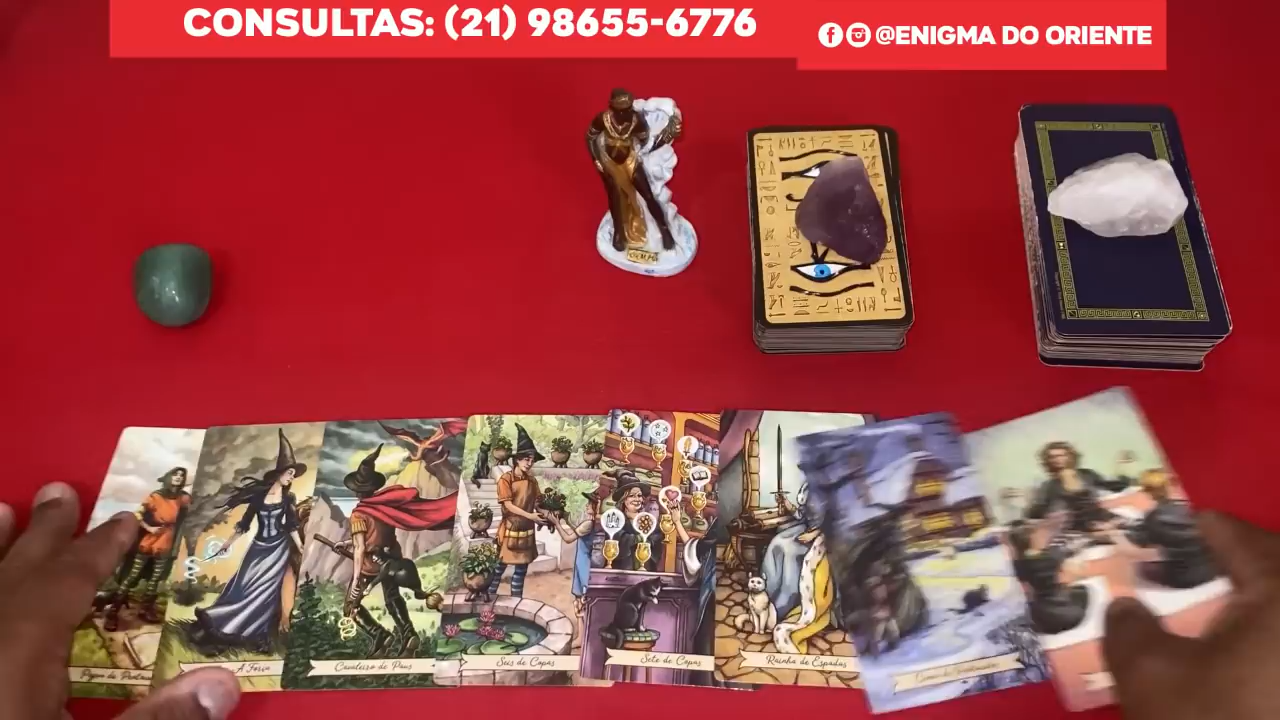 CONSULTAS: (21) 98655-6776
@ENIGMA DO ORIENTE
A Força
Cavaleiro de Paus
Seis de Copas
Sete de Copas
Rainha de Espadas